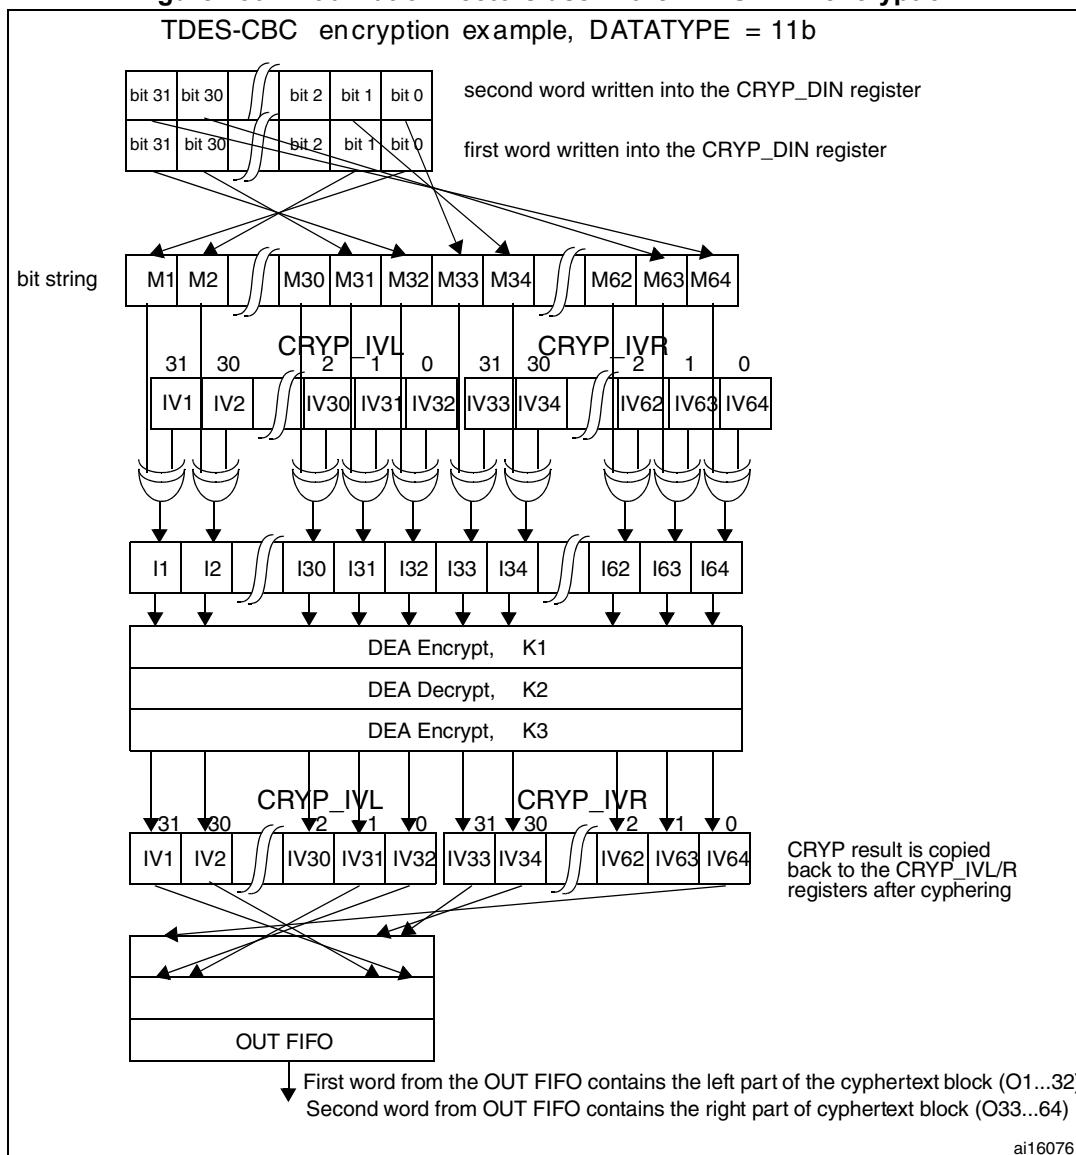 TDES-CBC encryption example, DATATYPE = 11b
bit 31 bit 30 bit 2 bit 1 bit 0 second word written into the CRYP_DIN register
bit 31 bit 30 bit 2 bit 1 bit 0 first word written into the CRYP_DIN register
bit string M1 M2 M30 M31 M32 M33 M34 M62 M63 M64
CRYP_IVL CRYP_IVR
31 30 2 1 0 31 30 2 1 0
IV1 IV2 IV30 IV31 IV32 IV33 IV34 IV62 IV63 IV64
I1 I2 I30 I31 I32 I33 I34 I62 I63 I64
DEA Encrypt, K1
DEA Decrypt, K2
DEA Encrypt, K3
CRYP_IVL CRYP_IVR
31 30 2 1 0 31 30 2 1 0
IV1 IV2 IV30 IV31 IV32 IV33 IV34 IV62 IV63 IV64
CRYP result is copied
back to the CRYP_IVL/R
registers after cyphering
OUT FIFO
First word from the OUT FIFO contains the left part of the cyphertext block (O1...32)
Second word from OUT FIFO contains the right part of cyphertext block (O33...64)
ai16076